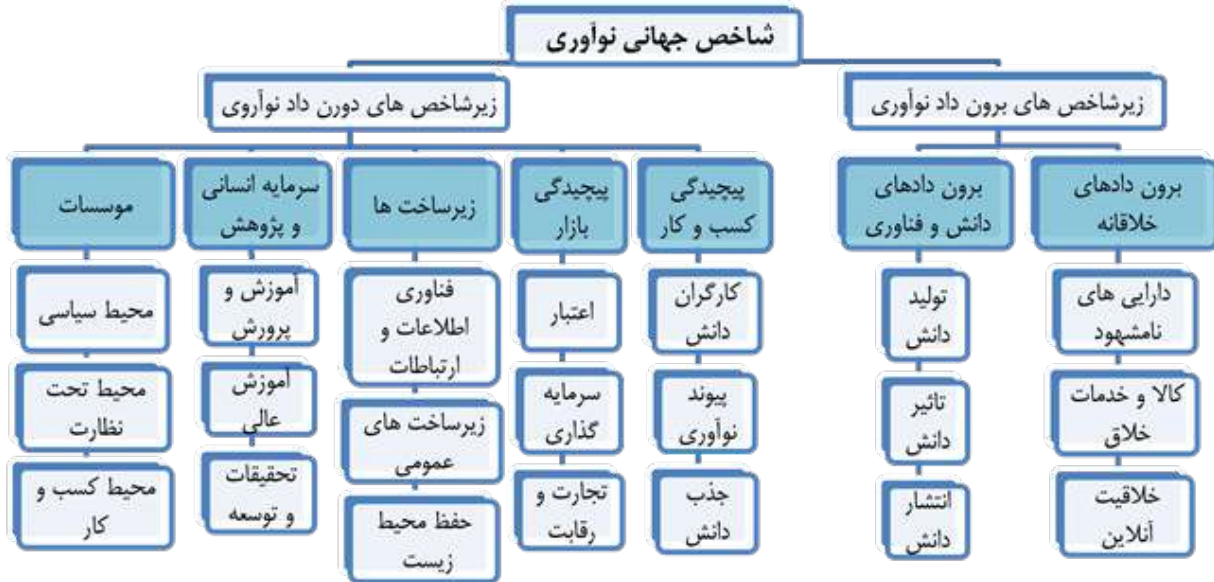 شاخص جهانی نوآوری
زیرشاخص های برون داد نوآوری
زیرشاخص های دورن داد نوآروی
برون دادهای
خلاقانه
دارایی های
نامشهود
کالا و خدمات
خلاق
خلاقیت
آنلاین
برون دادهای
دانش و فناوری
تولید
دانش
تاثیر
دانش
انتشار
دانش
پیچیدگی
کسب و کار
کارگران
دانش
پیوند
نوآوری
جذب
دانش
پیچیدگی
بازار
اعتبار
سرمایه
گذاری
تجارت و
رقابت
زیرساخت ها
فناوری
اطلاعات و
ارتباطات
زیرساخت های
عمومی
حفظ محیط
زیست
سرمایه انسانی
و پژوهش
آموزش و
پرورش
آموزش
عالی
تحقیقات
و توسعه
موسسات
محیط سیاسی
محیط تحت
نظارت
محیط کسب و
کار